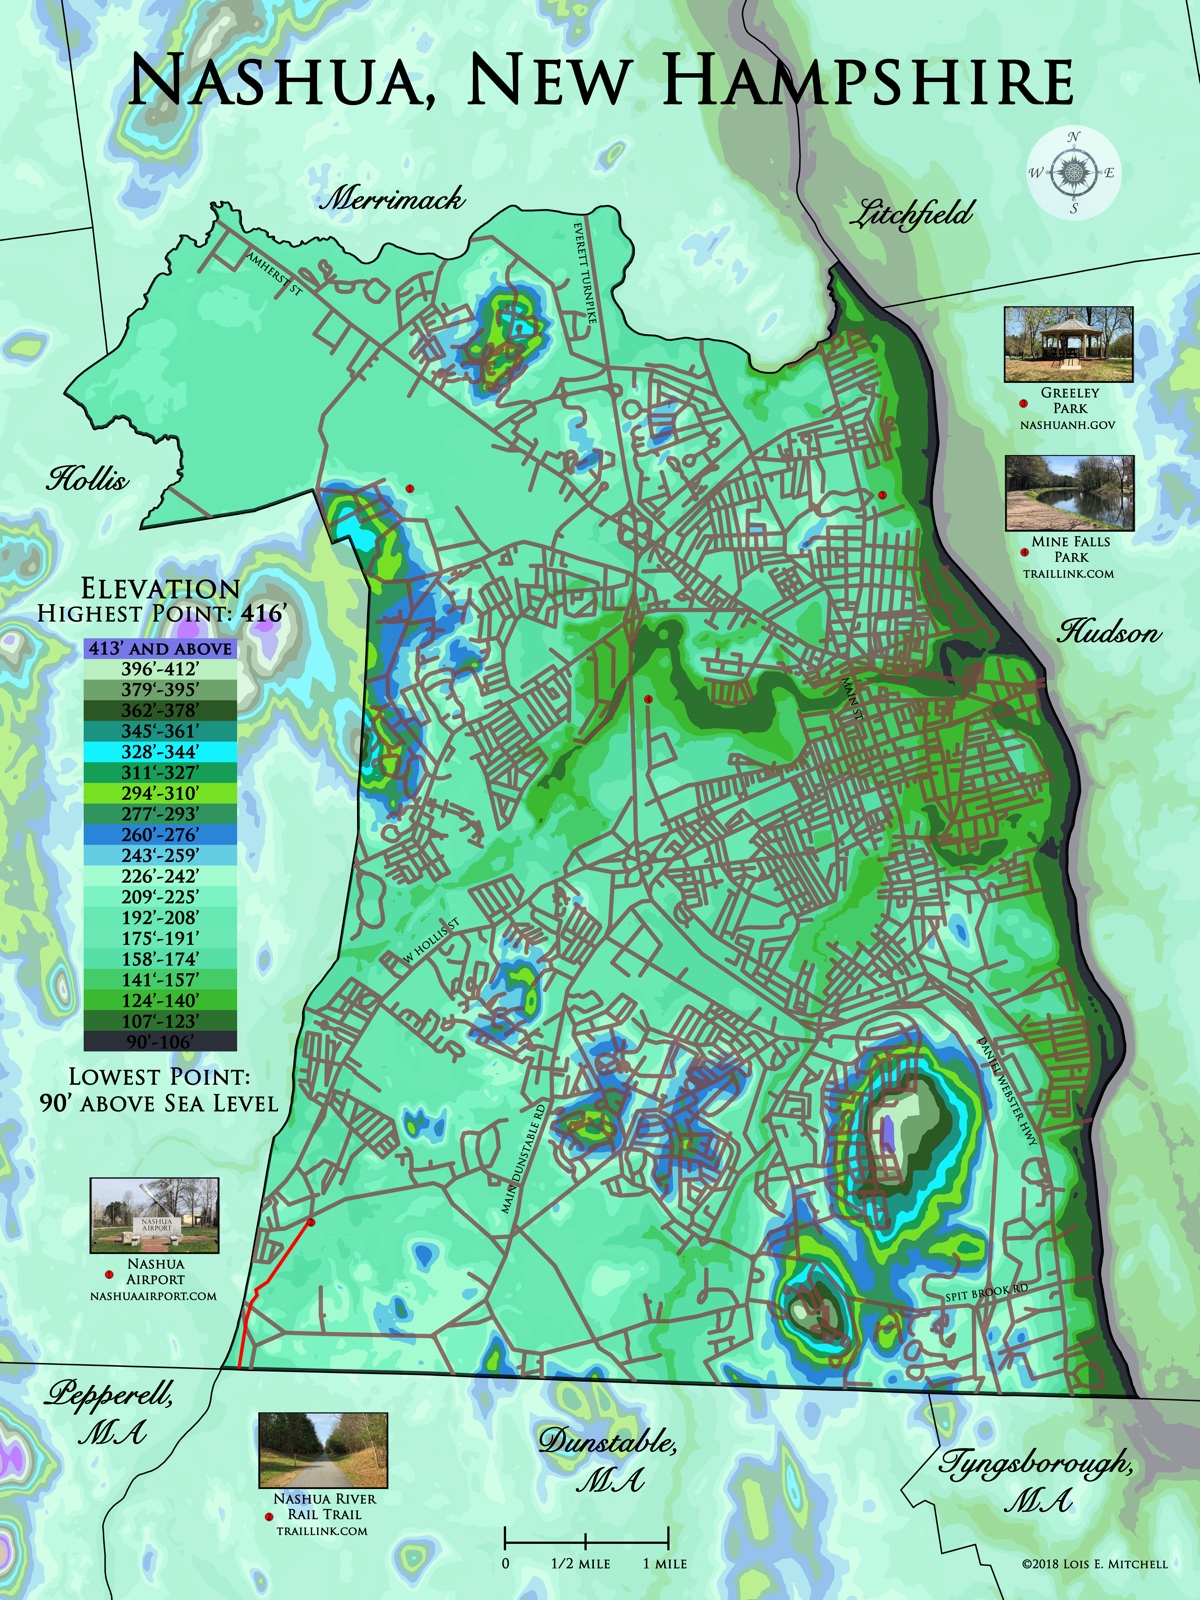 Nashua, New Hampshire
N
W E
S
Merrimack
Litchfield
Everett Turnpike
Amherst St
Greeley
Park
nashuanh.gov
Hollis
Mine Falls
Park
traillink.com
Elevation
Highest Point: 416'
Hudson
413' and above
396'-412'
379'-395'
362'-378'
345'-361'
328'-344'
311'-327'
294'-310'
277'-293'
260'-276'
243'-259'
226'-242'
209'-225'
192'-208'
175'-191'
158'-174'
141'-157'
124'-140'
107'-123'
90'-106'
Main St
W Hollis St
Lowest Point:
90' above Sea Level
Daniel Webster Hwy
Main Dunstable Rd
NASHUA
AIRPORT
Nashua
Airport
nashuaairport.com
Spit Brook Rd
Pepperell,
MA
Dunstable,
MA
Tyngsborough,
MA
Nashua River
Rail Trail
traillink.com
0 1/2 mile 1 mile
©2018 Lois E. Mitchell